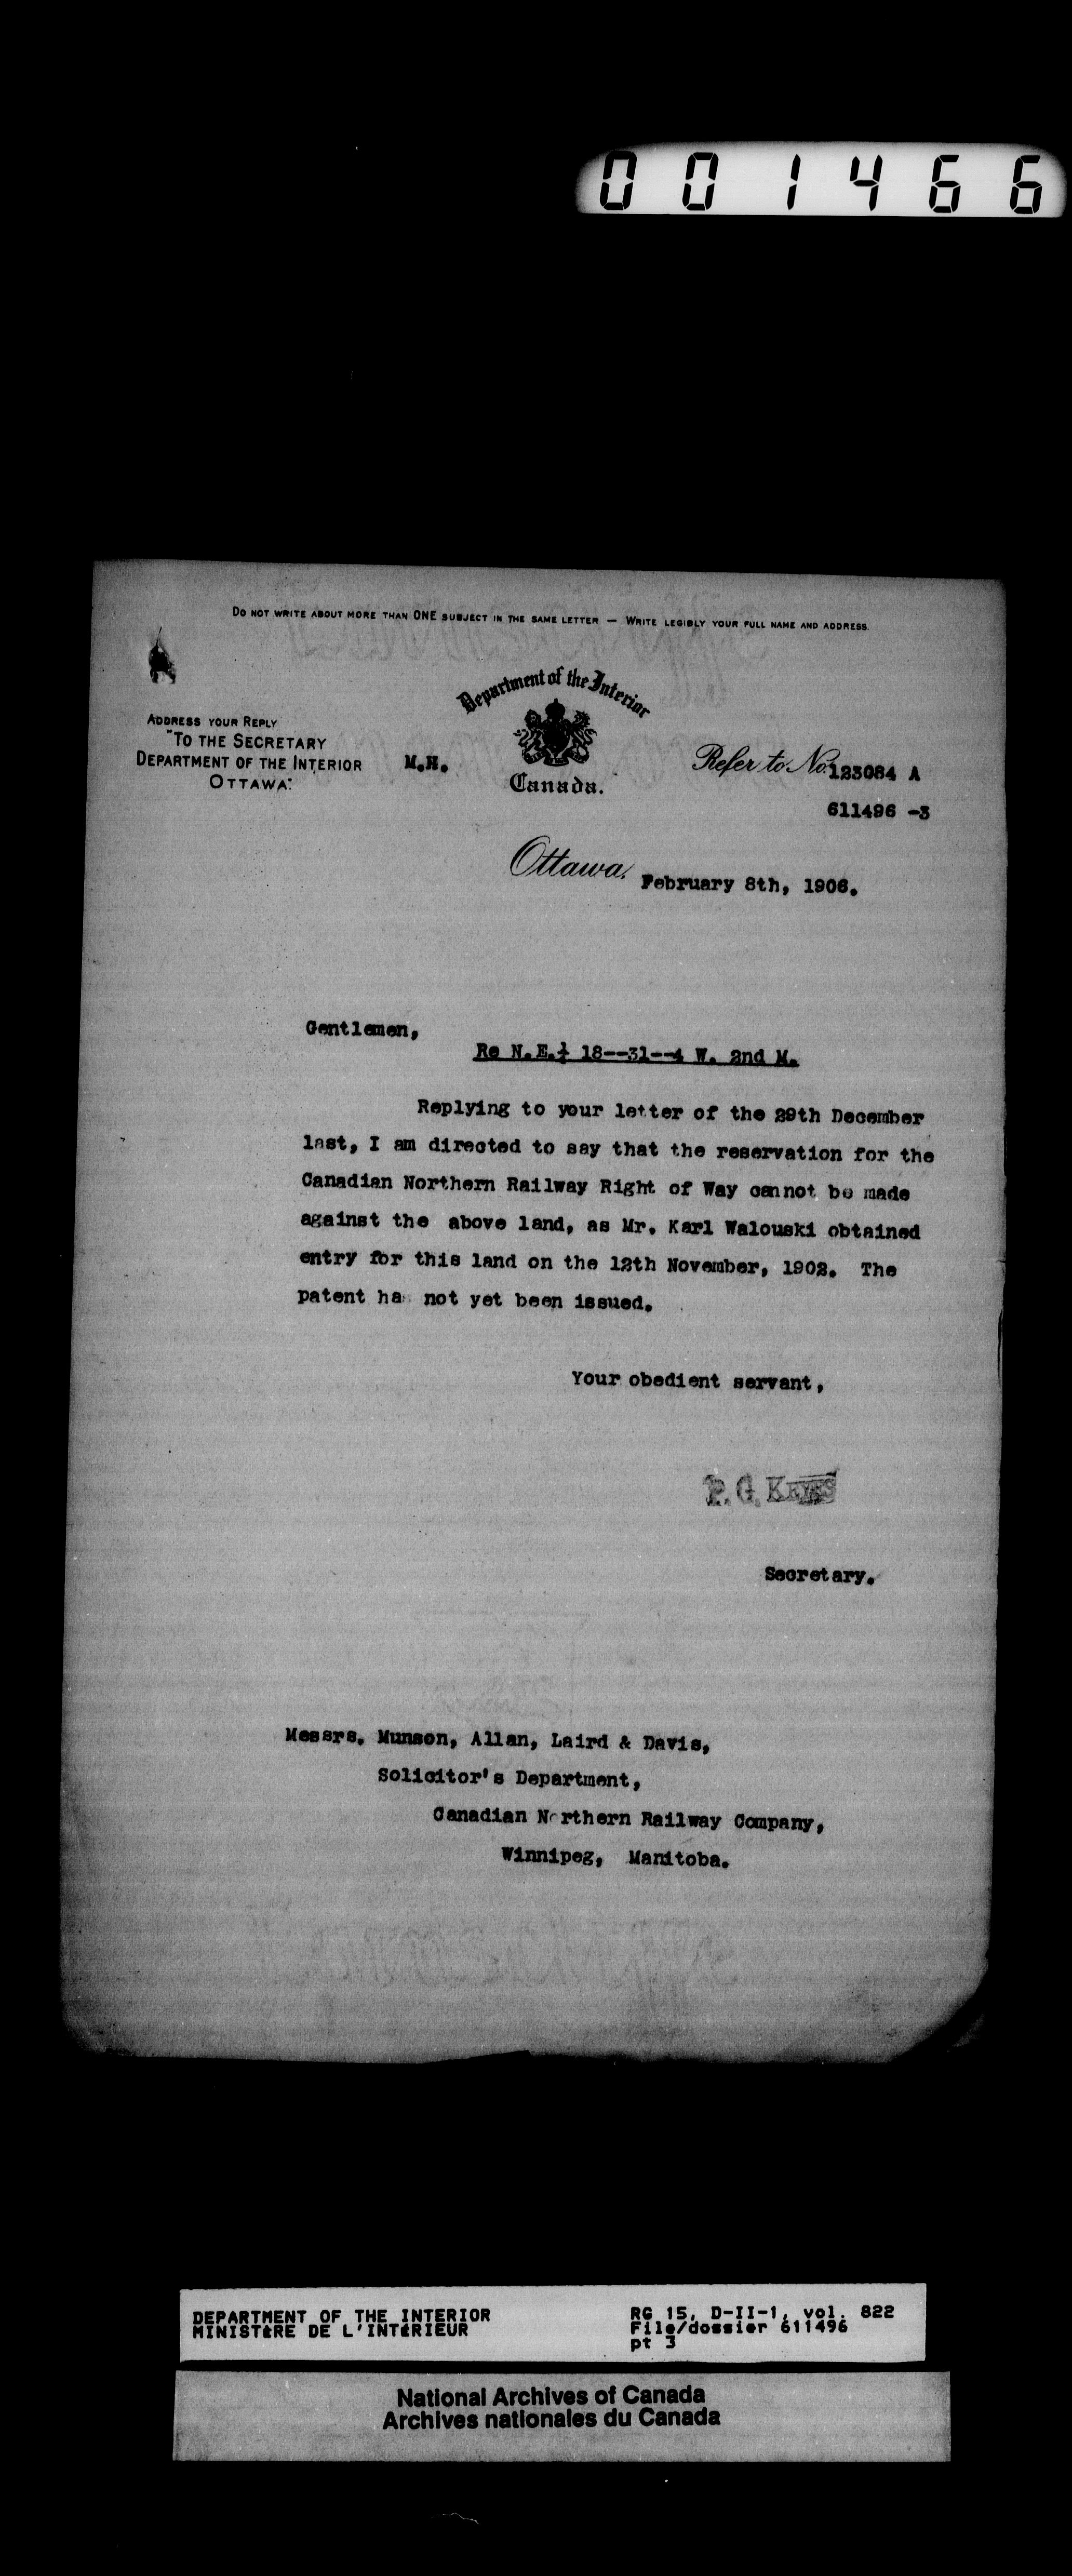 001466
DO NOT WRITE ABOUT MORE THAN ONE SUBJECT IN THE SAME LETTER — WRITE LEGIBLY YOUR FULL NAME AND ADDRESS.
Department of the Interior
Canada.
ADDRESS YOUR REPLY
"TO THE SECRETARY
DEPARTMENT OF THE INTERIOR
OTTAWA."
M.H.
Refer to No. 123084 A
611496 -3
Ottawa, February 8th, 1906.
Gentlemen,
Re N.E.¼ 18--31--4 W. 2nd M.
Replying to your letter of the 29th December
last, I am directed to say that the reservation for the
Canadian Northern Railway Right of Way cannot be made
against the above land, as Mr. Karl Walouski obtained
entry for this land on the 12th November, 1902. The
patent ha not yet been issued.
Your obedient servant,
P. G. KEYES
Secretary.
Messrs. Munson, Allan, Laird & Davis,
Solicitor's Department,
Canadian Northern Railway Company,
Winnipeg, Manitoba.
DEPARTMENT OF THE INTERIOR
MINISTÈRE DE L'INTÉRIEUR
RG 15, D-II-1, vol. 822
File/dossier 611496
pt 3
National Archives of Canada
Archives nationales du Canada